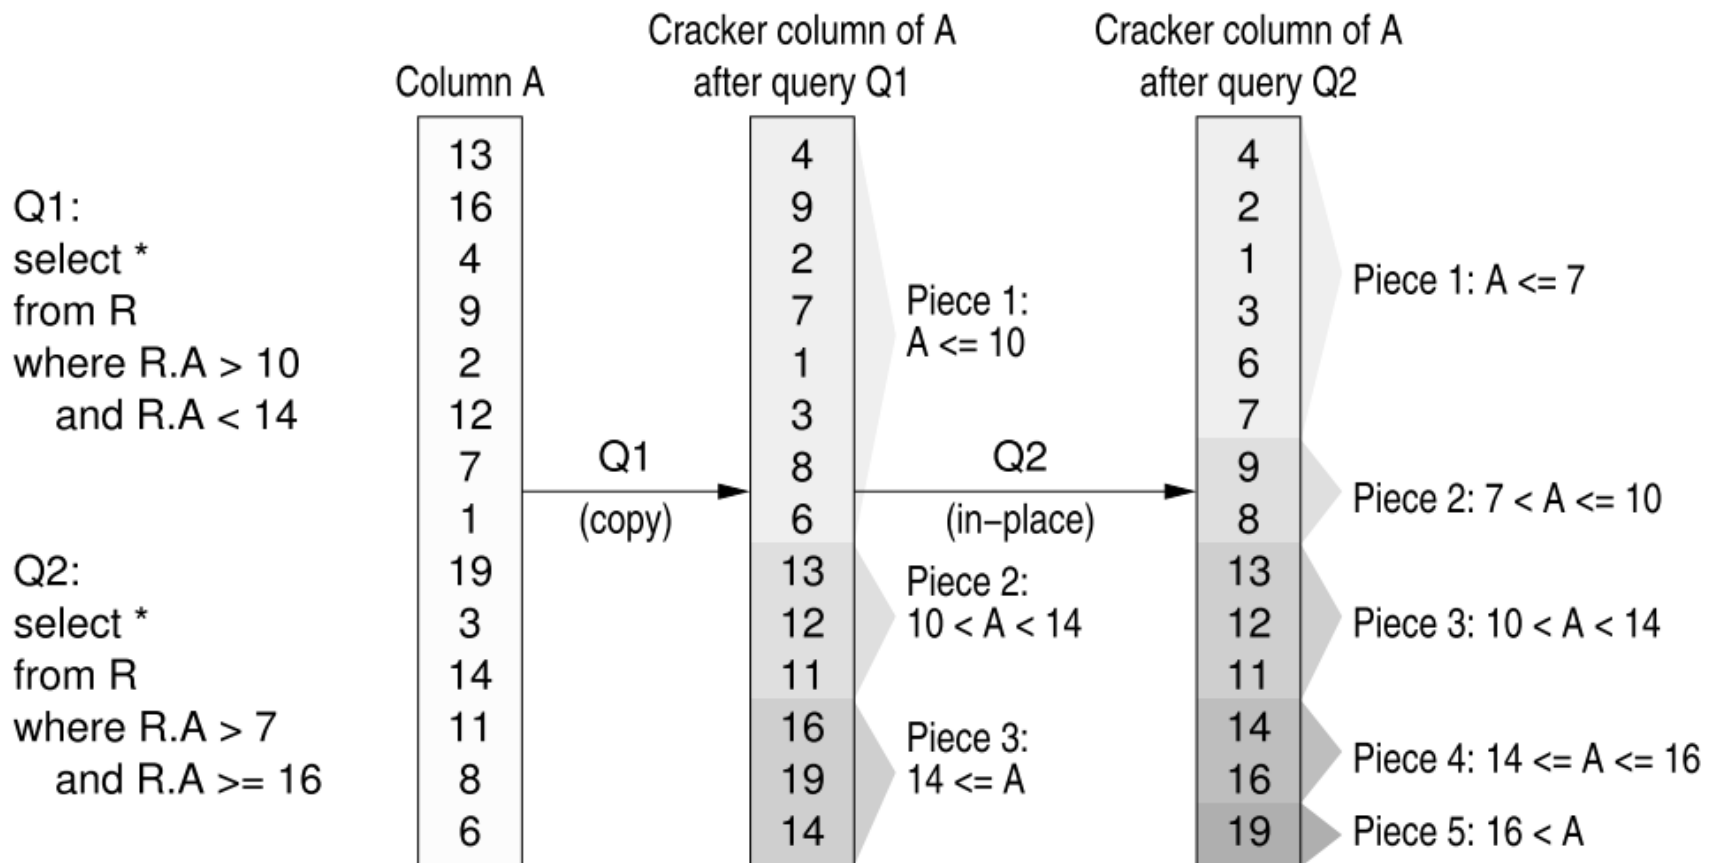 Column A
Cracker column of A
after query Q1
Cracker column of A
after query Q2
Q1:
select *
from R
where R.A > 10
and R.A < 14
Q2:
select *
from R
where R.A > 7
and R.A >= 16
13
16
4
9
2
12
7
1
19
3
14
11
8
6
Q1
(copy)
4
9
2
7
1
3
8
6
13
12
11
16
19
14
Piece 1:
A <= 10
Piece 2:
10 < A < 14
Piece 3:
14 <= A
Q2
(in–place)
4
2
1
3
6
7
9
8
13
12
11
14
16
19
Piece 1: A <= 7
Piece 2: 7 < A <= 10
Piece 3: 10 < A < 14
Piece 4: 14 <= A <= 16
Piece 5: 16 < A